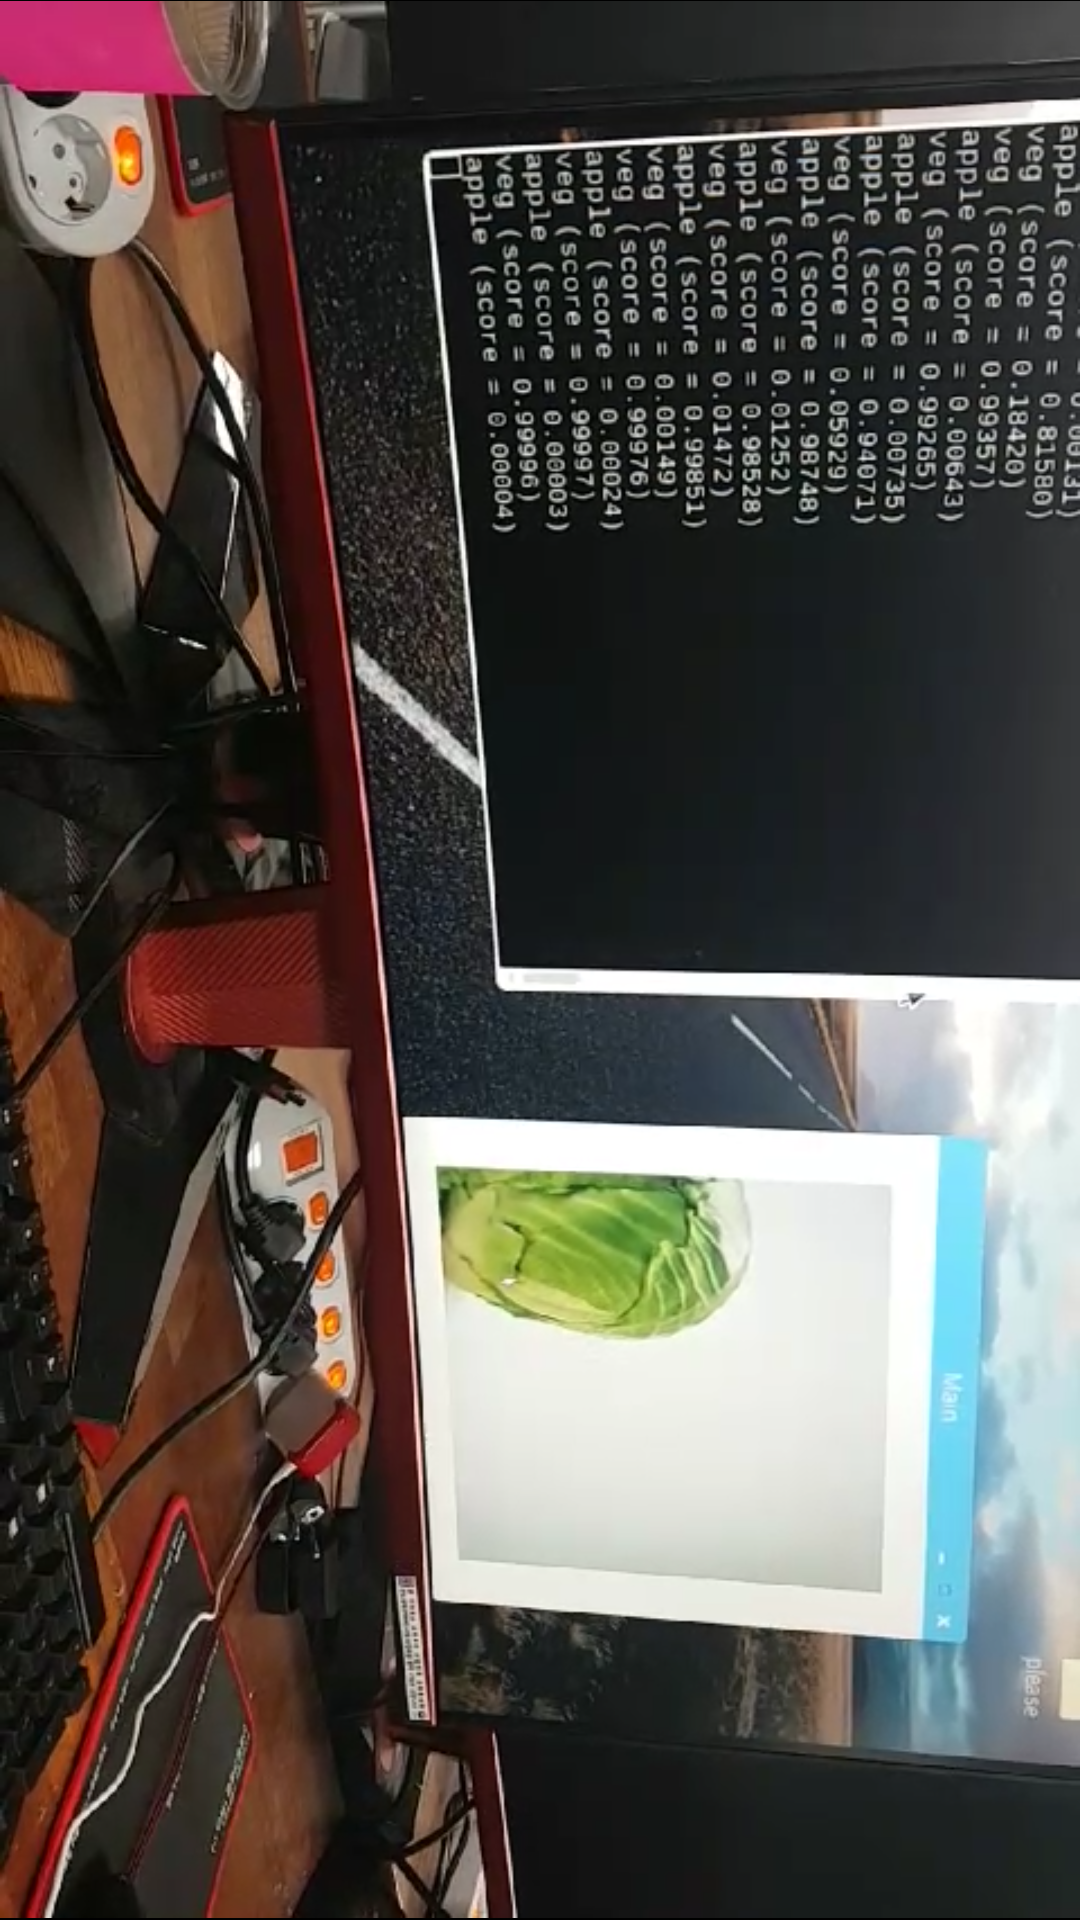 = 0.00131)
apple (score = 0.81580)
veg (score = 0.18420)
veg (score = 0.99357)
apple (score = 0.00643)
veg (score = 0.99265)
apple (score = 0.00735)
apple (score = 0.94071)
veg (score = 0.05929)
apple (score = 0.98748)
veg (score = 0.01252)
apple (score = 0.98528)
veg (score = 0.01472)
apple (score = 0.99851)
veg (score = 0.00149)
veg (score = 0.99976)
apple (score = 0.00024)
veg (score = 0.99997)
apple (score = 0.00003)
veg (score = 0.99996)
apple (score = 0.00004)
Main
please